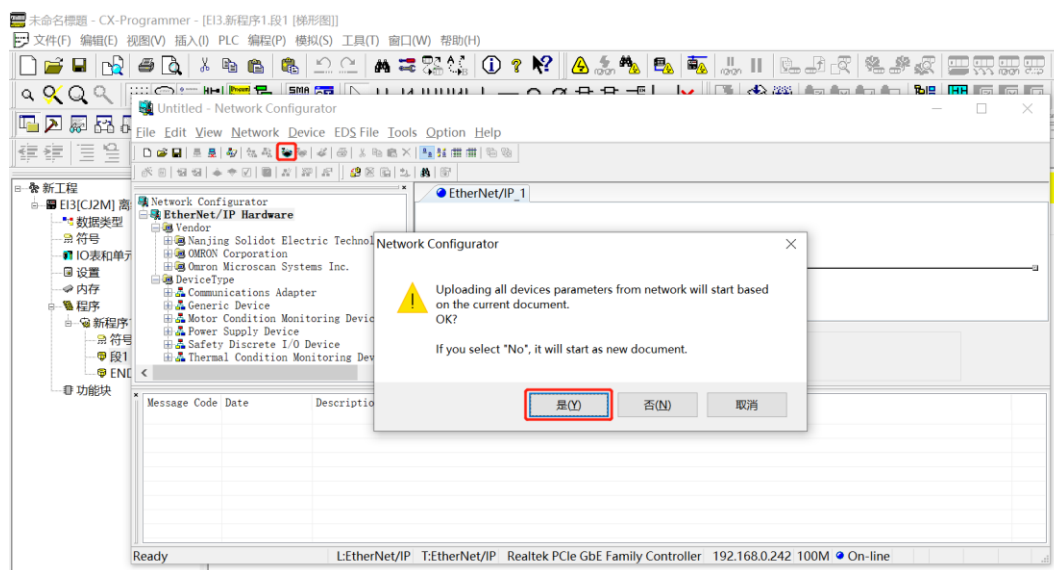 未命名標題 - CX-Programmer - [EI3.新程序1.段1 [梯形图]]
文件(F) 编辑(E) 视图(V) 插入(I) PLC 编程(P) 模拟(S) 工具(T) 窗口(W) 帮助(H)
Untitled - Network Configurator
File Edit View Network Device EDS File Tools Option Help
新工程
EI3[CJ2M] 离
数据类型
符号
IO表和单元
设置
内存
程序
新程序
符号
段1
END
功能块
Network Configurator
EtherNet/IP Hardware
Vendor
Nanjing Solidot Electric Technol
OMRON Corporation
Omron Microscan Systems Inc.
DeviceType
Communications Adapter
Generic Device
Motor Condition Monitoring Devic
Power Supply Device
Safety Discrete I/O Device
Thermal Condition Monitoring Dev
EtherNet/IP_1
Network Configurator
Uploading all devices parameters from network will start based
on the current document.
OK?
If you select "No", it will start as new document.
是(Y) 否(N) 取消
Message Code Date Descriptio
Ready L:EtherNet/IP T:EtherNet/IP Realtek PCIe GbE Family Controller 192.168.0.242 100M On-line